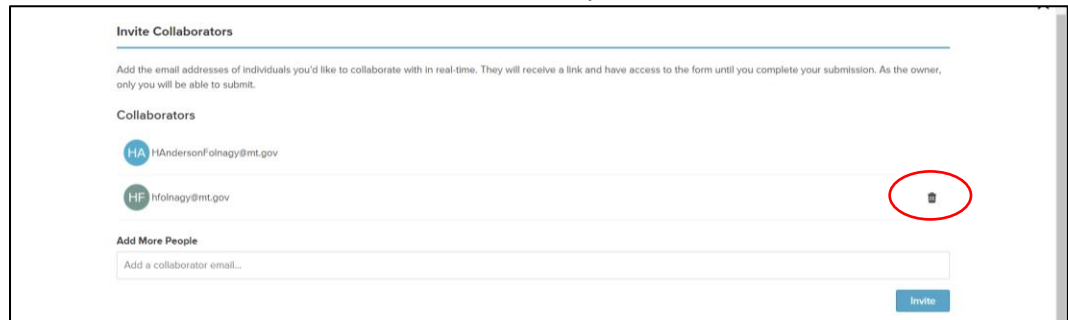 Invite Collaborators
Add the email addresses of individuals you'd like to collaborate with in real-time. They will receive a link and have access to the form until you complete your submission. As the owner,
only you will be able to submit.
Collaborators
HA HAndersonFolnagy@mt.gov
HF hfolnagy@mt.gov
Add More People
Add a collaborator email...
Invite